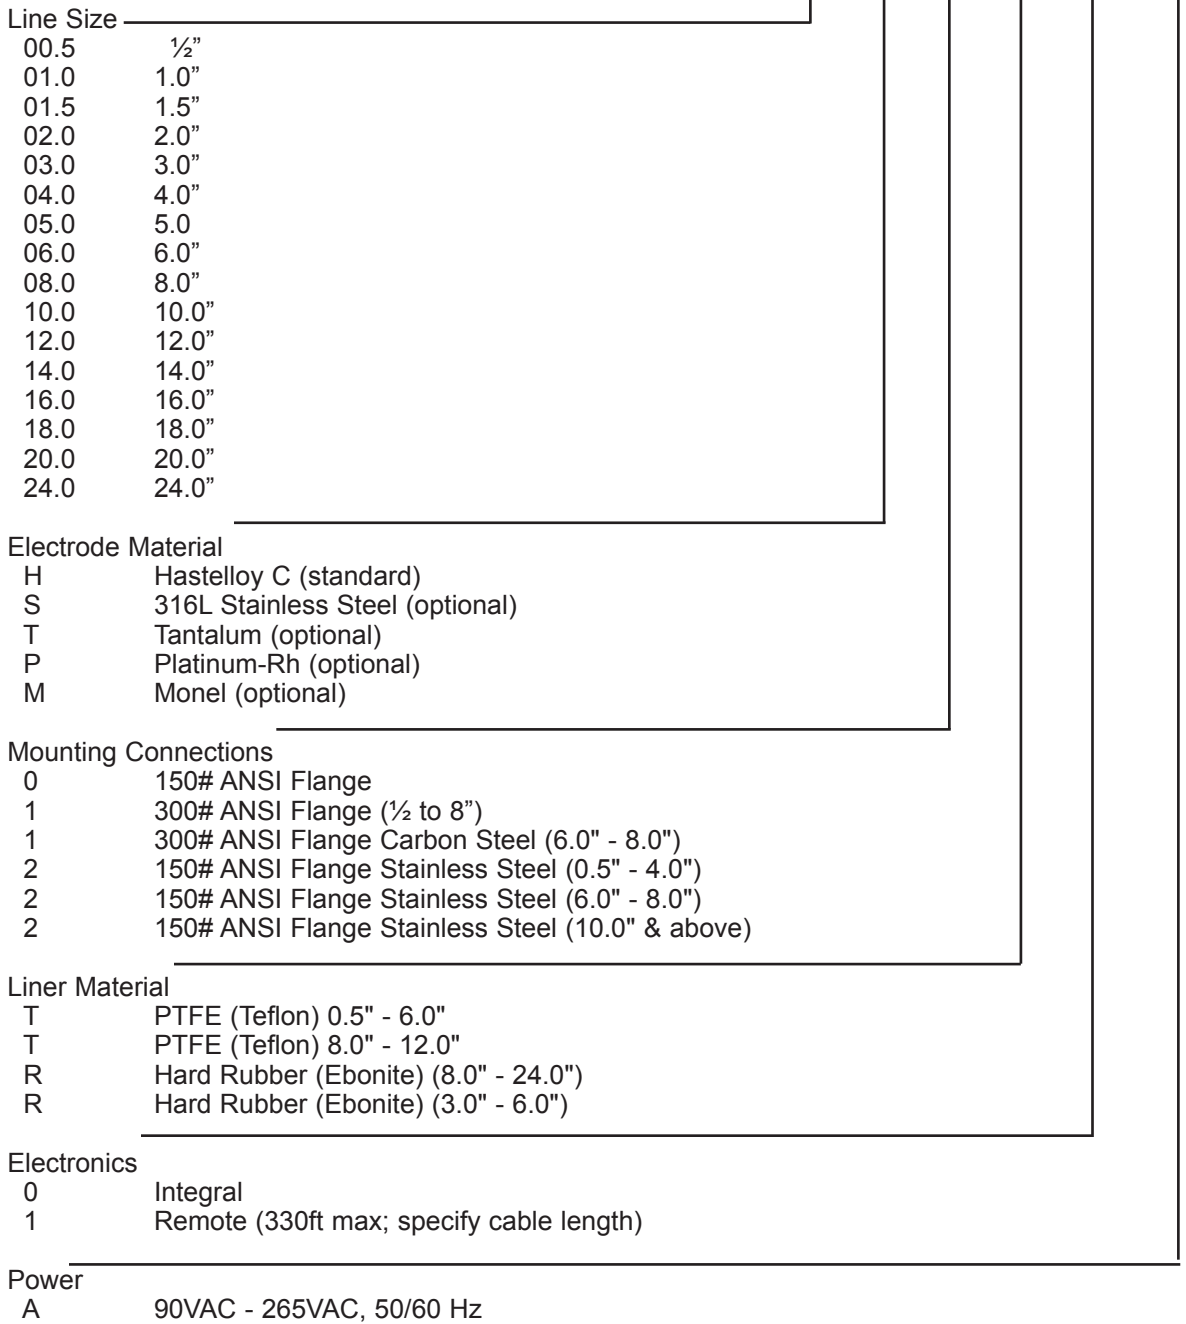 Line Size
00.5 ½”
01.0 1.0”
01.5 1.5”
02.0 2.0”
03.0 3.0”
04.0 4.0”
05.0 5.0
06.0 6.0”
08.0 8.0”
10.0 10.0”
12.0 12.0”
14.0 14.0”
16.0 16.0”
18.0 18.0”
20.0 20.0”
24.0 24.0”
Electrode Material
H Hastelloy C (standard)
S 316L Stainless Steel (optional)
T Tantalum (optional)
P Platinum-Rh (optional)
M Monel (optional)
Mounting Connections
0 150# ANSI Flange
1 300# ANSI Flange (½ to 8”)
1 300# ANSI Flange Carbon Steel (6.0" - 8.0")
2 150# ANSI Flange Stainless Steel (0.5" - 4.0")
2 150# ANSI Flange Stainless Steel (6.0" - 8.0")
2 150# ANSI Flange Stainless Steel (10.0" & above)
Liner Material
T PTFE (Teflon) 0.5" - 6.0"
T PTFE (Teflon) 8.0" - 12.0"
R Hard Rubber (Ebonite) (8.0" - 24.0")
R Hard Rubber (Ebonite) (3.0" - 6.0")
Electronics
0 Integral
1 Remote (330ft max; specify cable length)
Power
A 90VAC - 265VAC, 50/60 Hz